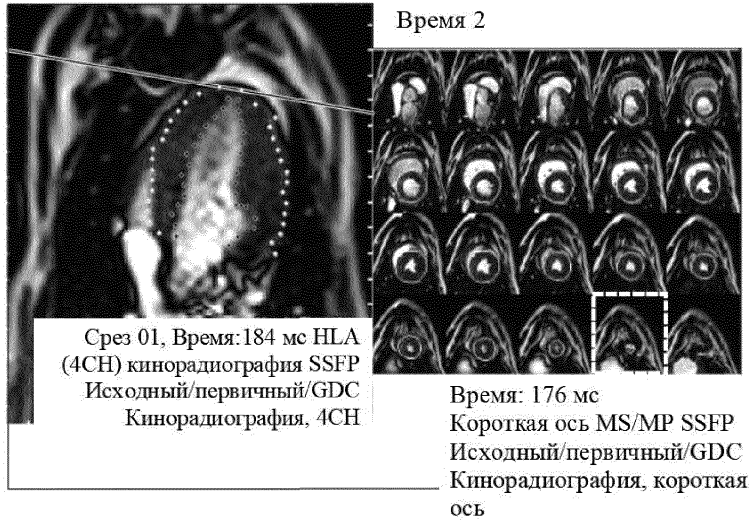 Время 2
Срез 01, Время:184 мс HLA
(4CH) кинорадиография SSFP
Исходный/первичный/GDC
Кинорадиография, 4CH
Время: 176 мс
Короткая ось MS/MP SSFP
Исходный/первичный/GDC
Кинорадиография, короткая
ось